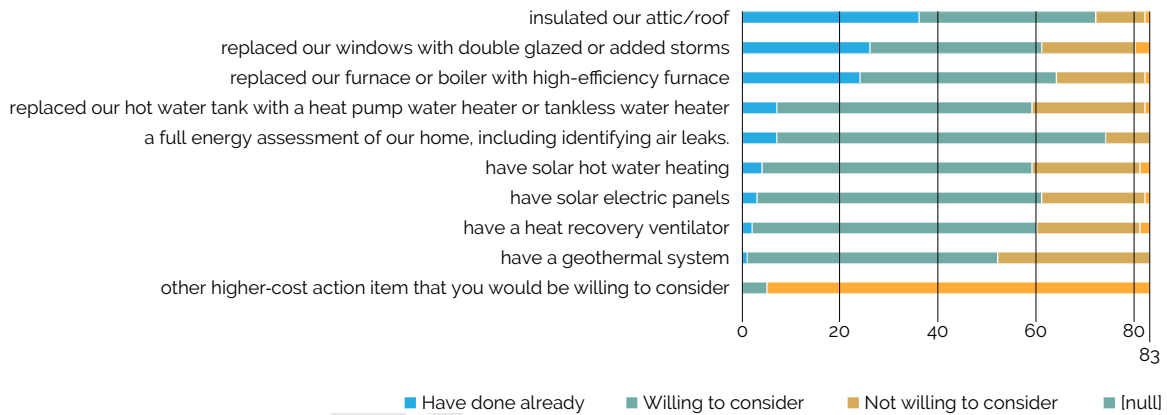 insulated our attic/roof
replaced our windows with double glazed or added storms
replaced our furnace or boiler with high-efficiency furnace
replaced our hot water tank with a heat pump water heater or tankless water heater
a full energy assessment of our home, including identifying air leaks.
have solar hot water heating
have solar electric panels
have a heat recovery ventilator
have a geothermal system
other higher-cost action item that you would be willing to consider
0 20 40 60 80
83
Have done already Willing to consider Not willing to consider [null]